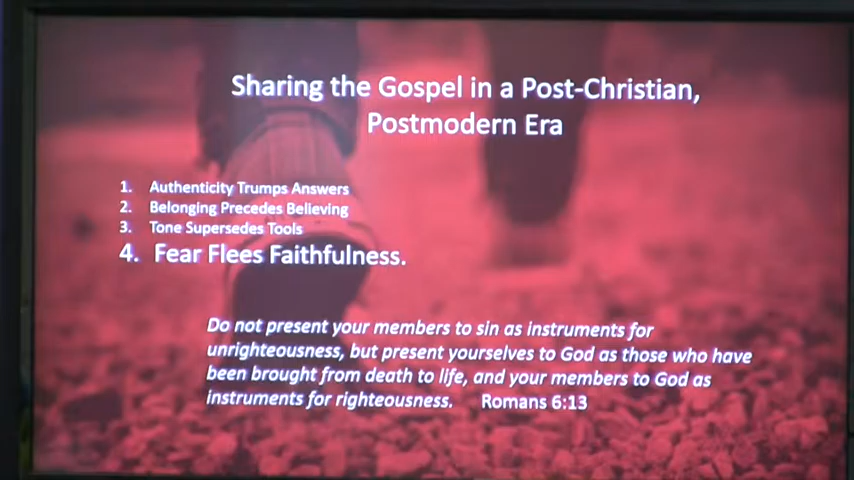 Sharing the Gospel in a Post-Christian,
Postmodern Era
1. Authenticity Trumps Answers
2. Belonging Precedes Believing
3. Tone Supersedes Tools
4. Fear Flees Faithfulness.
Do not present your members to sin as instruments for
unrighteousness, but present yourselves to God as those who have
been brought from death to life, and your members to God as
instruments for righteousness. Romans 6:13